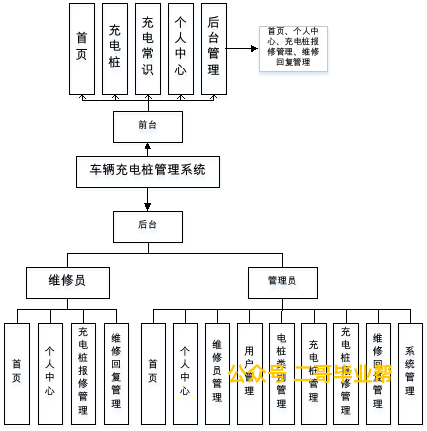 首页
充电桩
充电常识
个人中心
后台管理
首页、个人中
心、充电桩报
修管理、维修
回复管理
前台
车辆充电桩管理系统
后台
维修员
管理员
首页
个人中心
充电桩报修管理
维修回复管理
首页
个人中心
维修员管理
用户管理
电桩类型管理
充电桩管理
充电桩报修管理
维修回复管理
系统管理
公众号 二哥毕业帮